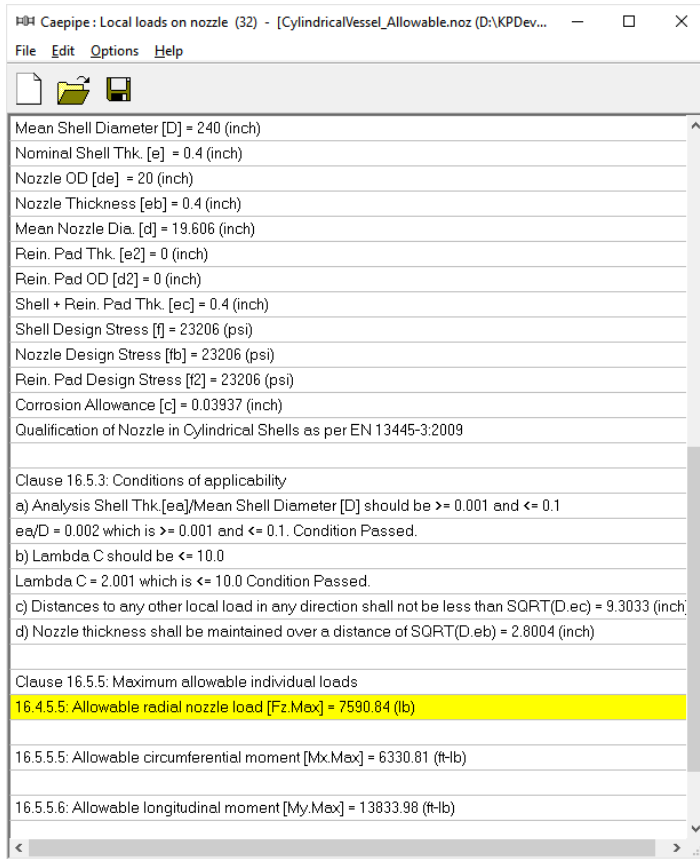 Caepipe : Local loads on nozzle (32) - [CylindricalVessel_Allowable.noz (D:\KPDev...
File Edit Options Help
Mean Shell Diameter [D] = 240 (inch)
Nominal Shell Thk. [e] = 0.4 (inch)
Nozzle OD [de] = 20 (inch)
Nozzle Thickness [eb] = 0.4 (inch)
Mean Nozzle Dia. [d] = 19.606 (inch)
Rein. Pad Thk. [e2] = 0 (inch)
Rein. Pad OD [d2] = 0 (inch)
Shell + Rein. Pad Thk. [ec] = 0.4 (inch)
Shell Design Stress [f] = 23206 (psi)
Nozzle Design Stress [fb] = 23206 (psi)
Rein. Pad Design Stress [f2] = 23206 (psi)
Corrosion Allowance [c] = 0.03937 (inch)
Qualification of Nozzle in Cylindrical Shells as per EN 13445-3:2009
Clause 16.5.3: Conditions of applicability
a) Analysis Shell Thk.[ea]/Mean Shell Diameter [D] should be >= 0.001 and <= 0.1
ea/D = 0.002 which is >= 0.001 and <= 0.1. Condition Passed.
b) Lambda C should be <= 10.0
Lambda C = 2.001 which is <= 10.0 Condition Passed.
c) Distances to any other local load in any direction shall not be less than SQRT(D.ec) = 9.3033 (inch)
d) Nozzle thickness shall be maintained over a distance of SQRT(D.eb) = 2.8004 (inch)
Clause 16.5.5: Maximum allowable individual loads
16.4.5.5: Allowable radial nozzle load [Fz.Max] = 7590.84 (lb)
16.5.5.5: Allowable circumferential moment [Mx.Max] = 6330.81 (ft-lb)
16.5.5.6: Allowable longitudinal moment [My.Max] = 13833.98 (ft-lb)